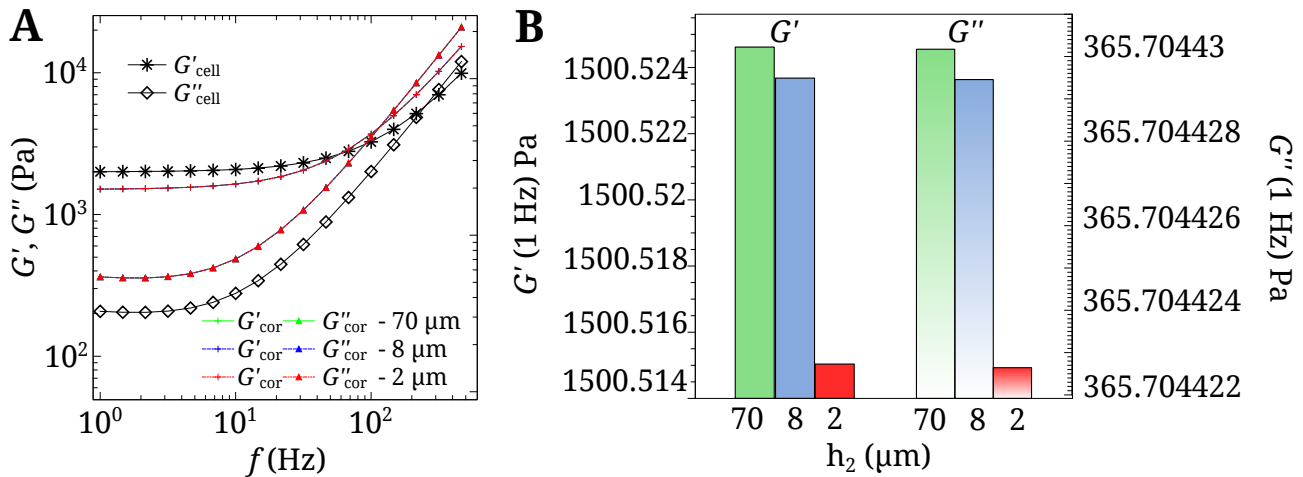 A
G′cell
G″cell
10⁴
10³
10²
G′, G″ (Pa)
G′cor G″cor - 70 μm
G′cor G″cor - 8 μm
G′cor G″cor - 2 μm
10⁰ 10¹ 10² 10³
f (Hz)
B
G′ G″
1500.524
1500.522
1500.52
1500.518
1500.516
1500.514
G′ (1 Hz) Pa
365.70443
365.704428
365.704426
365.704424
365.704422
G″ (1 Hz) Pa
70 8 2 70 8 2
h₂ (μm)